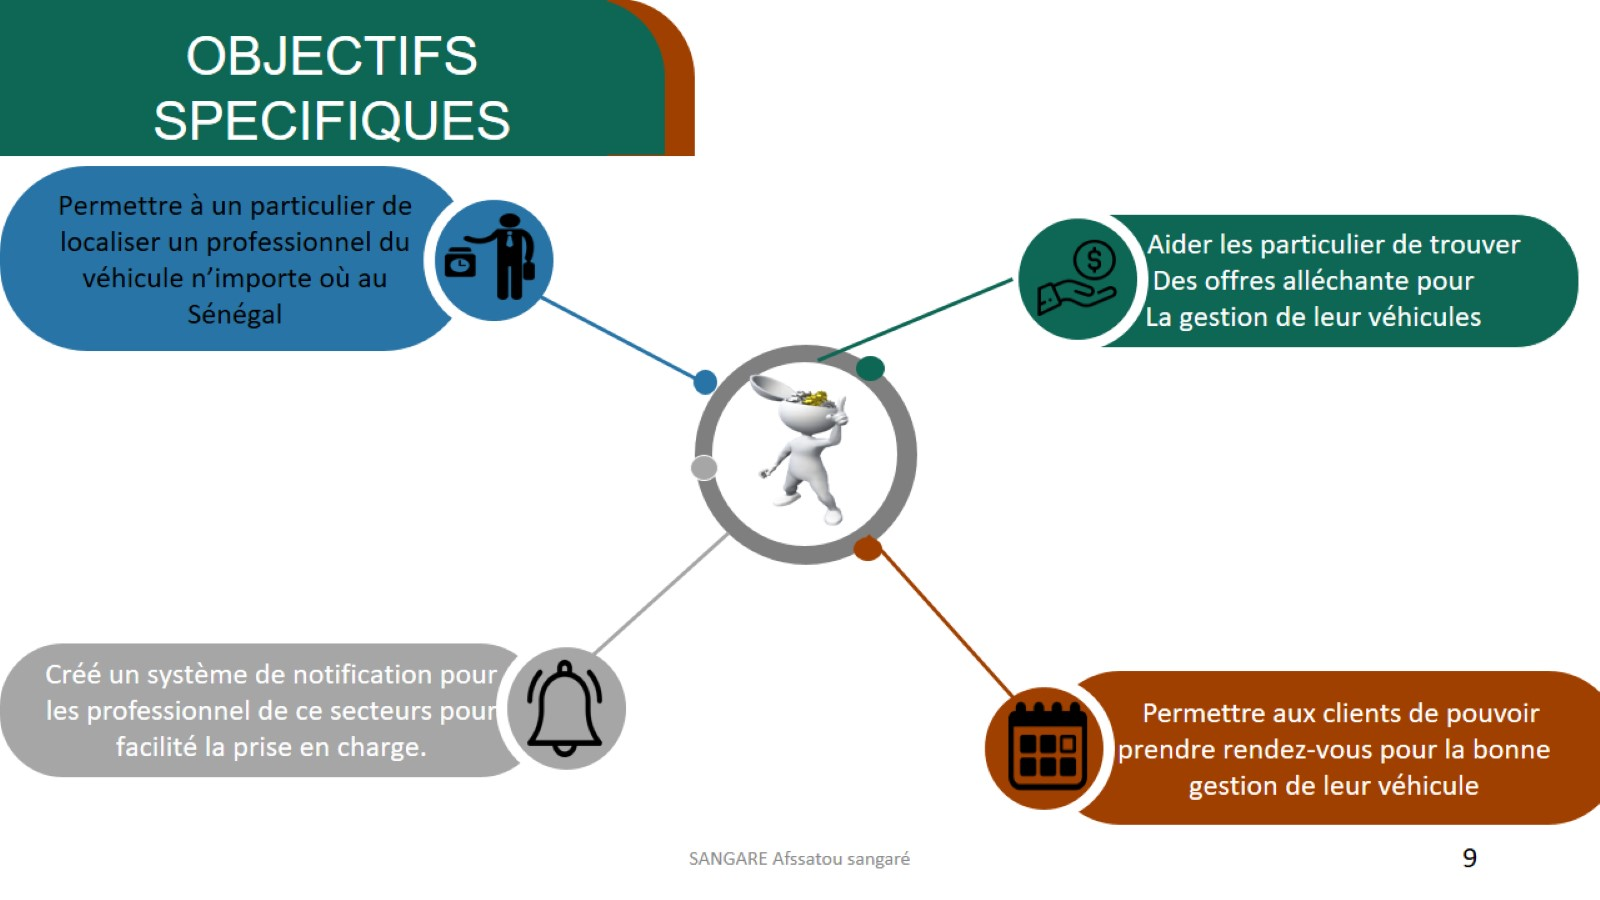 OBJECTIFS
SPECIFIQUES
Permettre à un particulier de
localiser un professionnel du
véhicule n’importe où au
Sénégal
Aider les particulier de trouver
Des offres alléchante pour
La gestion de leur véhicules
$
Créé un système de notification pour
les professionnel de ce secteurs pour
facilité la prise en charge.
Permettre aux clients de pouvoir
prendre rendez-vous pour la bonne
gestion de leur véhicule
SANGARE Afssatou sangaré
9